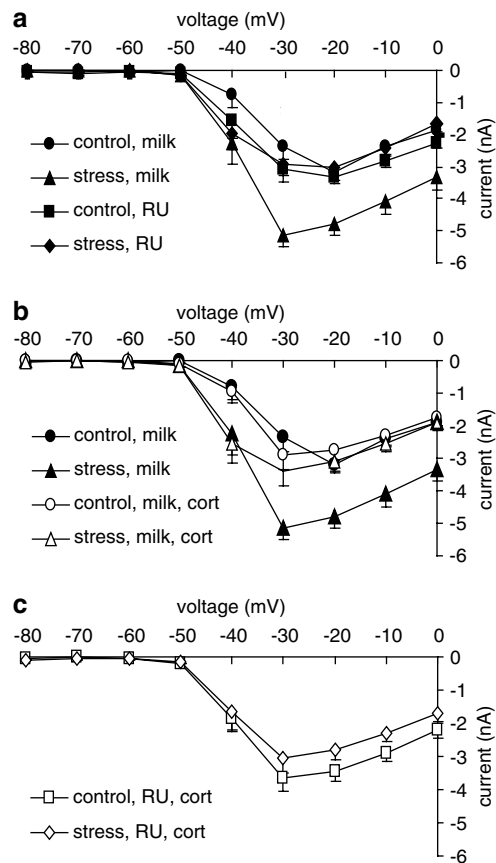 a
voltage (mV)
-80 -70 -60 -50 -40 -30 -20 -10 0
0
-1
-2
-3
-4
-5
-6
current (nA)
control, milk
stress, milk
control, RU
stress, RU
b
voltage (mV)
-80 -70 -60 -50 -40 -30 -20 -10 0
0
-1
-2
-3
-4
-5
-6
current (nA)
control, milk
stress, milk
control, milk, cort
stress, milk, cort
c
voltage (mV)
-80 -70 -60 -50 -40 -30 -20 -10 0
0
-1
-2
-3
-4
-5
-6
current (nA)
control, RU, cort
stress, RU, cort